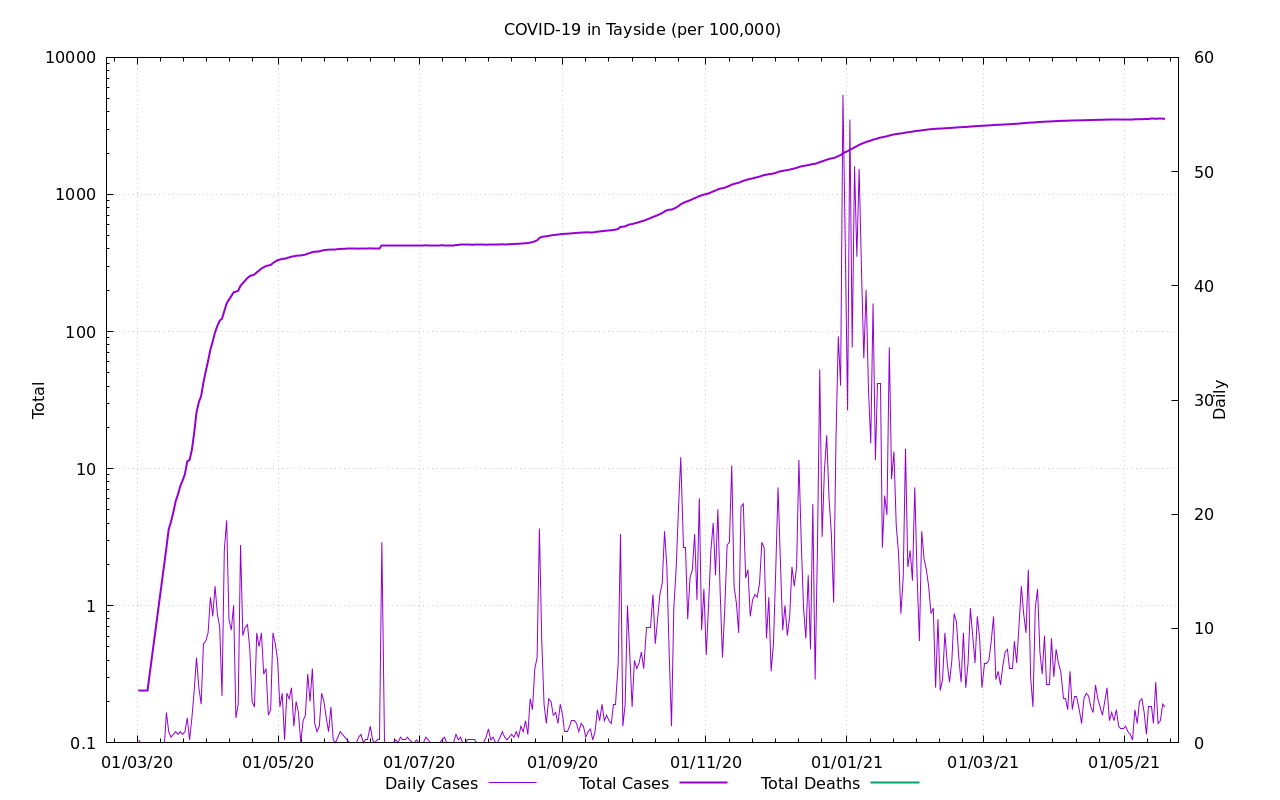 COVID-19 in Tayside (per 100,000)
10000
1000
100
10
1
0.1
Total
60
50
40
30
20
10
0
Daily
01/03/20 01/05/20 01/07/20 01/09/20 01/11/20 01/01/21 01/03/21 01/05/21
Daily Cases Total Cases Total Deaths